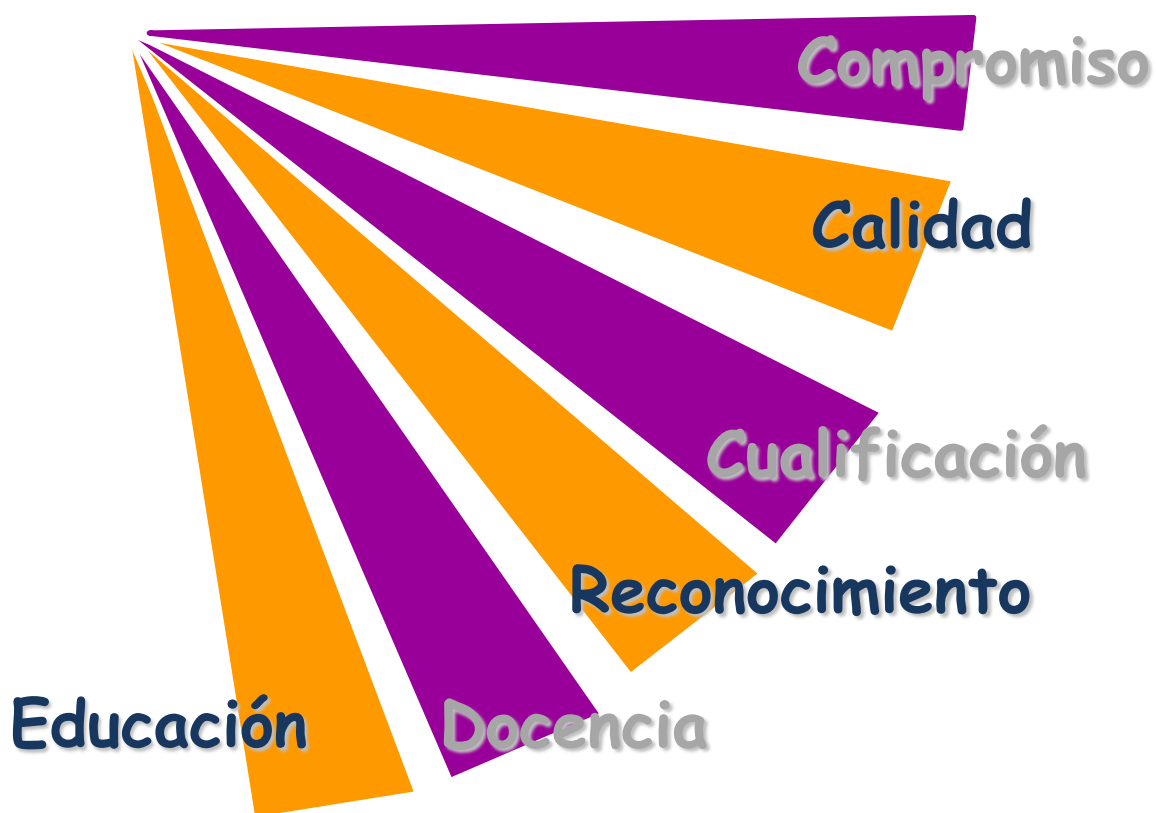 Compromiso
Calidad
Cualificación
Reconocimiento
Educación
Docencia